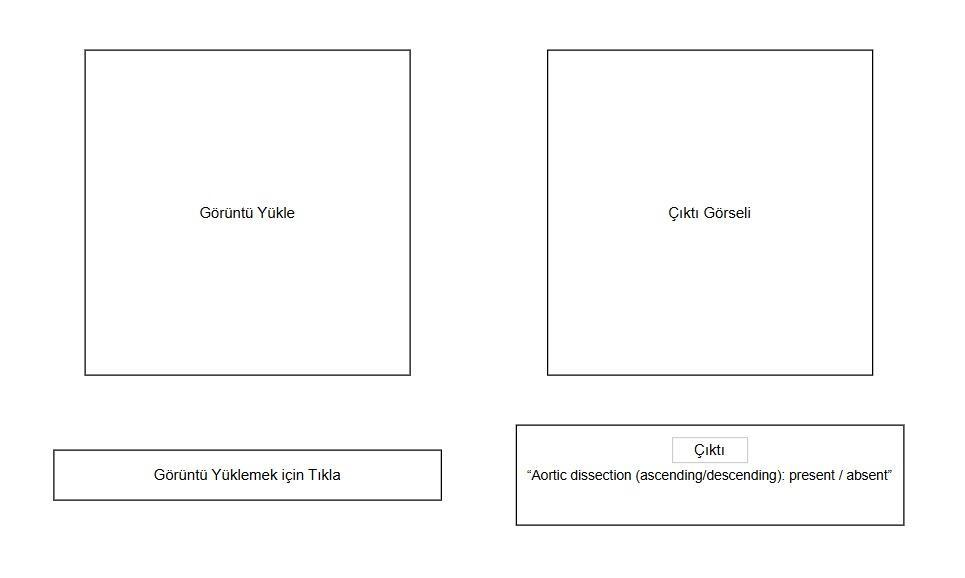 Görüntü Yükle
Çıktı Görseli
Görüntü Yüklemek için Tıkla
Çıktı
“Aortic dissection (ascending/descending): present / absent”